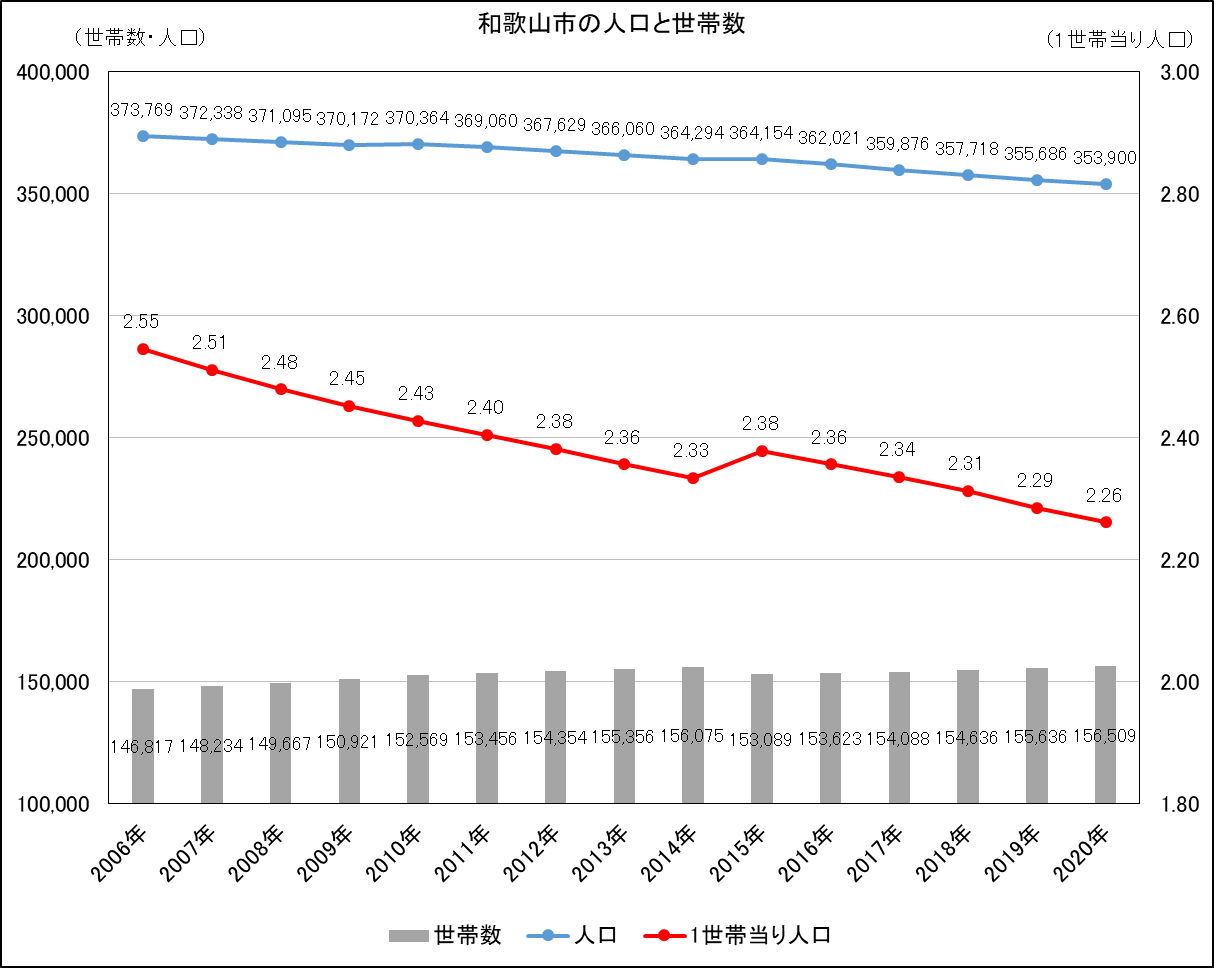 和歌山市の人口と世帯数
（世帯数・人口）
（1世帯当り人口）
400,000
350,000
300,000
250,000
200,000
150,000
100,000
3.00
2.80
2.60
2.40
2.20
2.00
1.80
373,769 372,338 371,095 370,172 370,364 369,060 367,629 366,060 364,294 364,154 362,021 359,876 357,718 355,686 353,900
2.55 2.51 2.48 2.45 2.43 2.40 2.38 2.36 2.33 2.38 2.36 2.34 2.31 2.29 2.26
146,817 148,234 149,667 150,921 152,569 153,456 154,354 155,356 156,075 153,089 153,623 154,088 154,636 155,636 156,509
2006年 2007年 2008年 2009年 2010年 2011年 2012年 2013年 2014年 2015年 2016年 2017年 2018年 2019年 2020年
世帯数 人口 1世帯当り人口